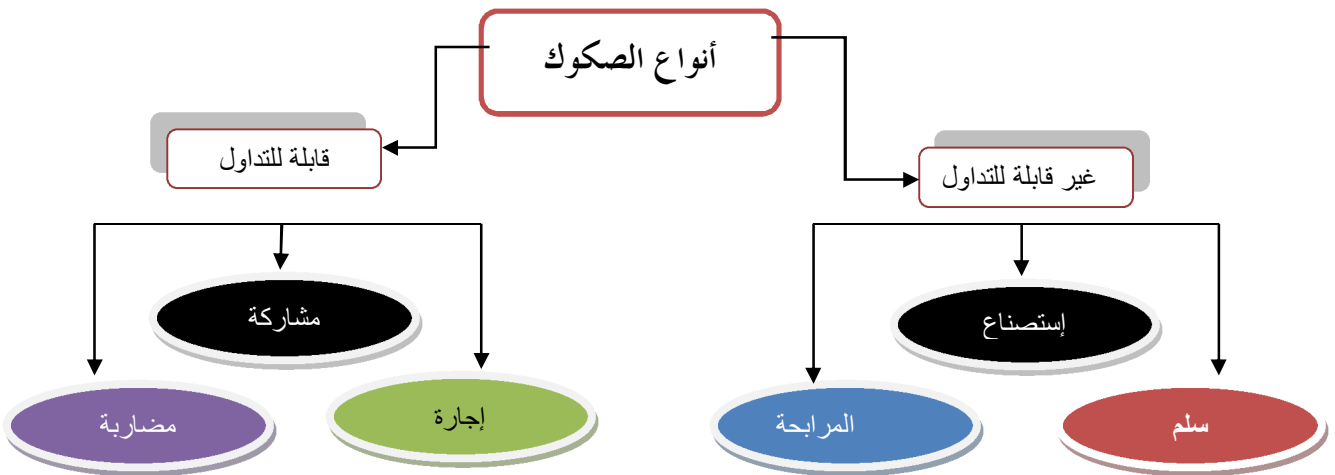 أنواع الصكوك
غير قابلة للتداول
قابلة للتداول
إستصناع
مشاركة
سلم
المرابحة
إجارة
مضاربة